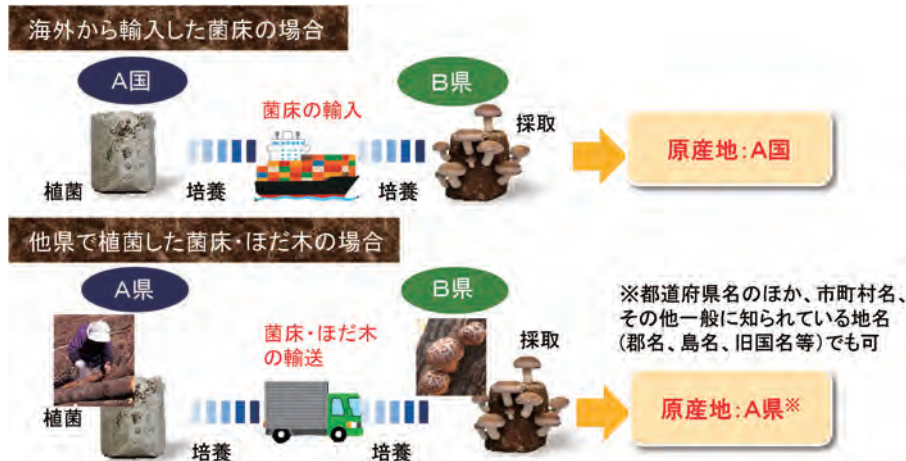 海外から輸入した菌床の場合
A国
B県
菌床の輸入
採取
植菌
培養
培養
原産地:A国
他県で植菌した菌床・ほだ木の場合
A県
B県
菌床・ほだ木
の輸送
採取
植菌
培養
培養
※都道府県名のほか、市町村名、
その他一般に知られている地名
(郡名、島名、旧国名等)でも可
原産地:A県※